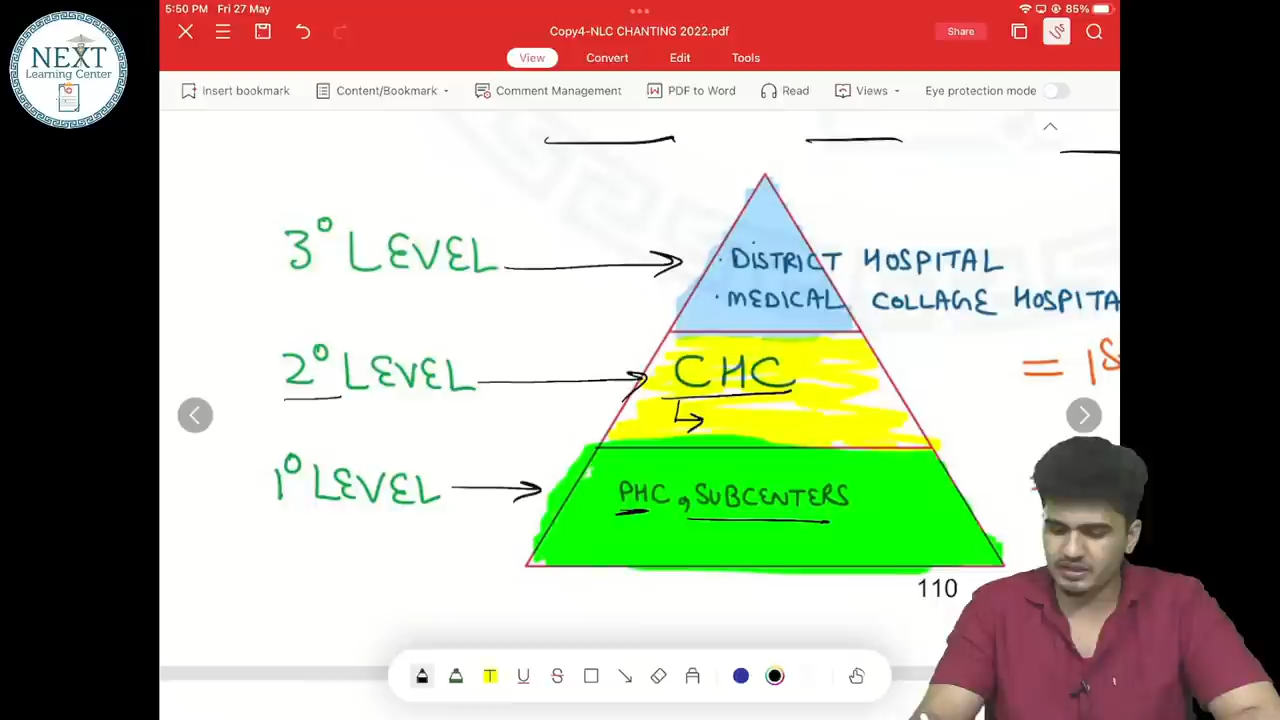 5:50 PM Fri 27 May
85%
NEXT
Learning Center
Copy4-NLC CHANTING 2022.pdf
Share
View Convert Edit Tools
Insert bookmark Content/Bookmark Comment Management PDF to Word Read Views Eye protection mode
3° LEVEL
· DISTRICT HOSPITAL
· MEDICAL COLLAGE HOSPITA
2° LEVEL
CHC
=
1° LEVEL
PHC, SUBCENTERS
110
T U S